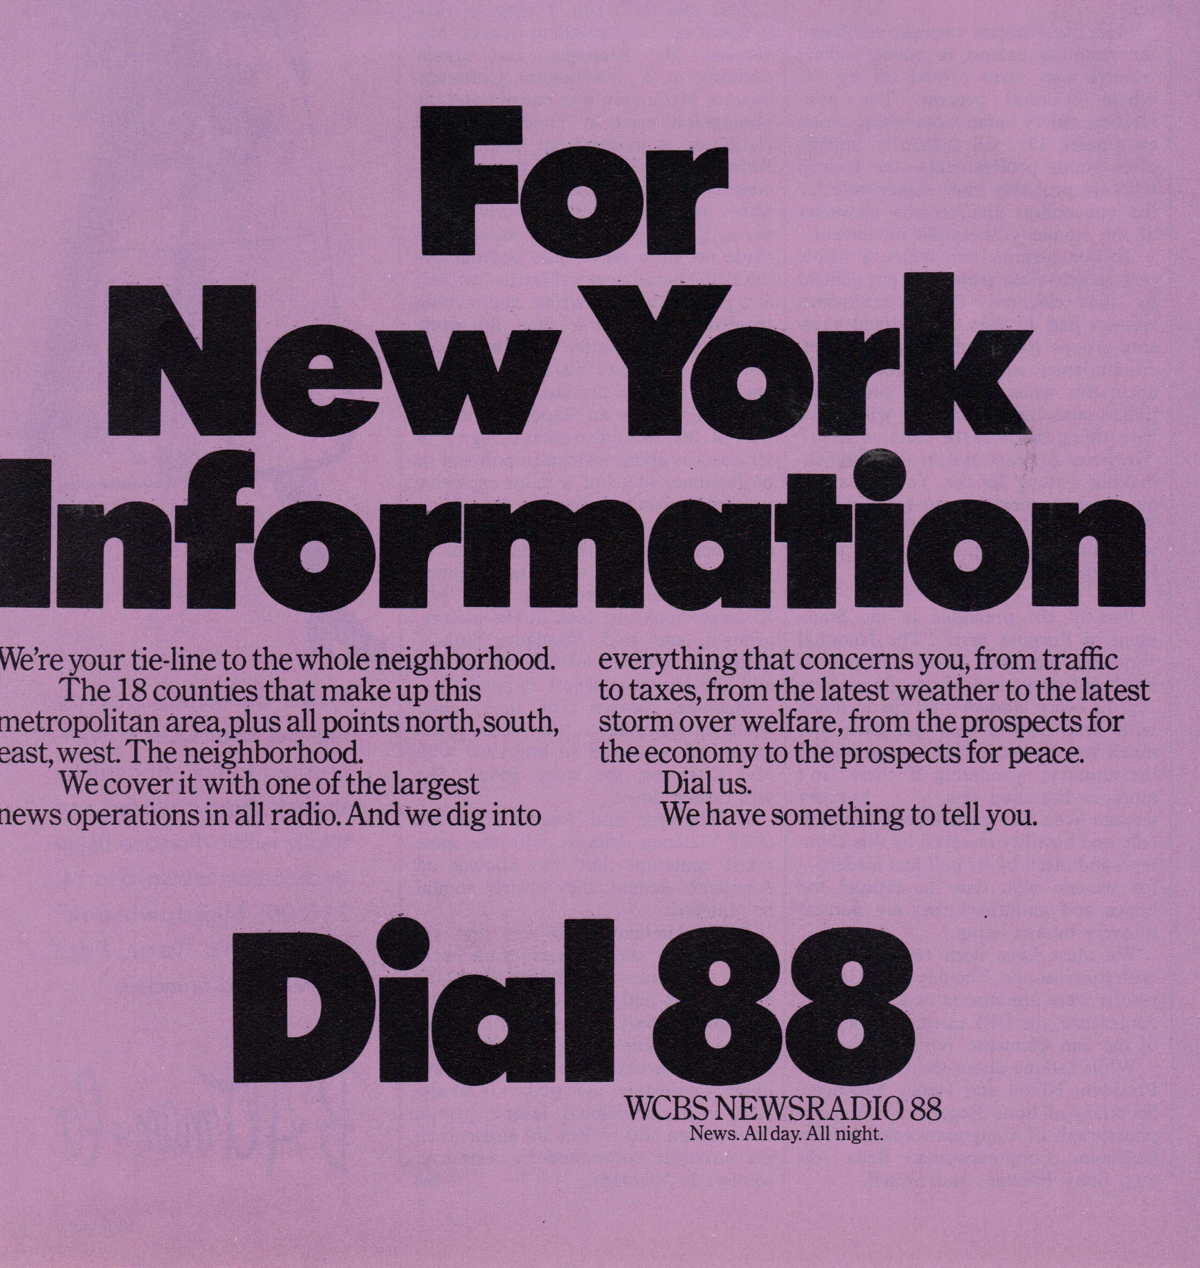 For
New York
Information
We're your tie-line to the whole neighborhood.
The 18 counties that make up this
metropolitan area, plus all points north, south,
east, west. The neighborhood.
We cover it with one of the largest
news operations in all radio. And we dig into
everything that concerns you, from traffic
to taxes, from the latest weather to the latest
storm over welfare, from the prospects for
the economy to the prospects for peace.
Dial us.
We have something to tell you.
Dial 88
WCBS NEWSRADIO 88
News. All day. All night.